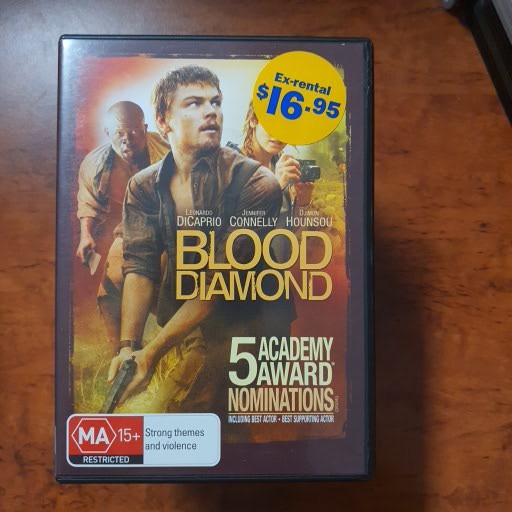 Ex-rental
$16.95
LEONARDO DICAPRIO
JENNIFER CONNELLY
DJIMON HOUNSOU
BLOOD
DIAMOND
5 ACADEMY
AWARD
NOMINATIONS
INCLUDING BEST ACTOR • BEST SUPPORTING ACTOR
MA 15+
RESTRICTED
Strong themes
and violence